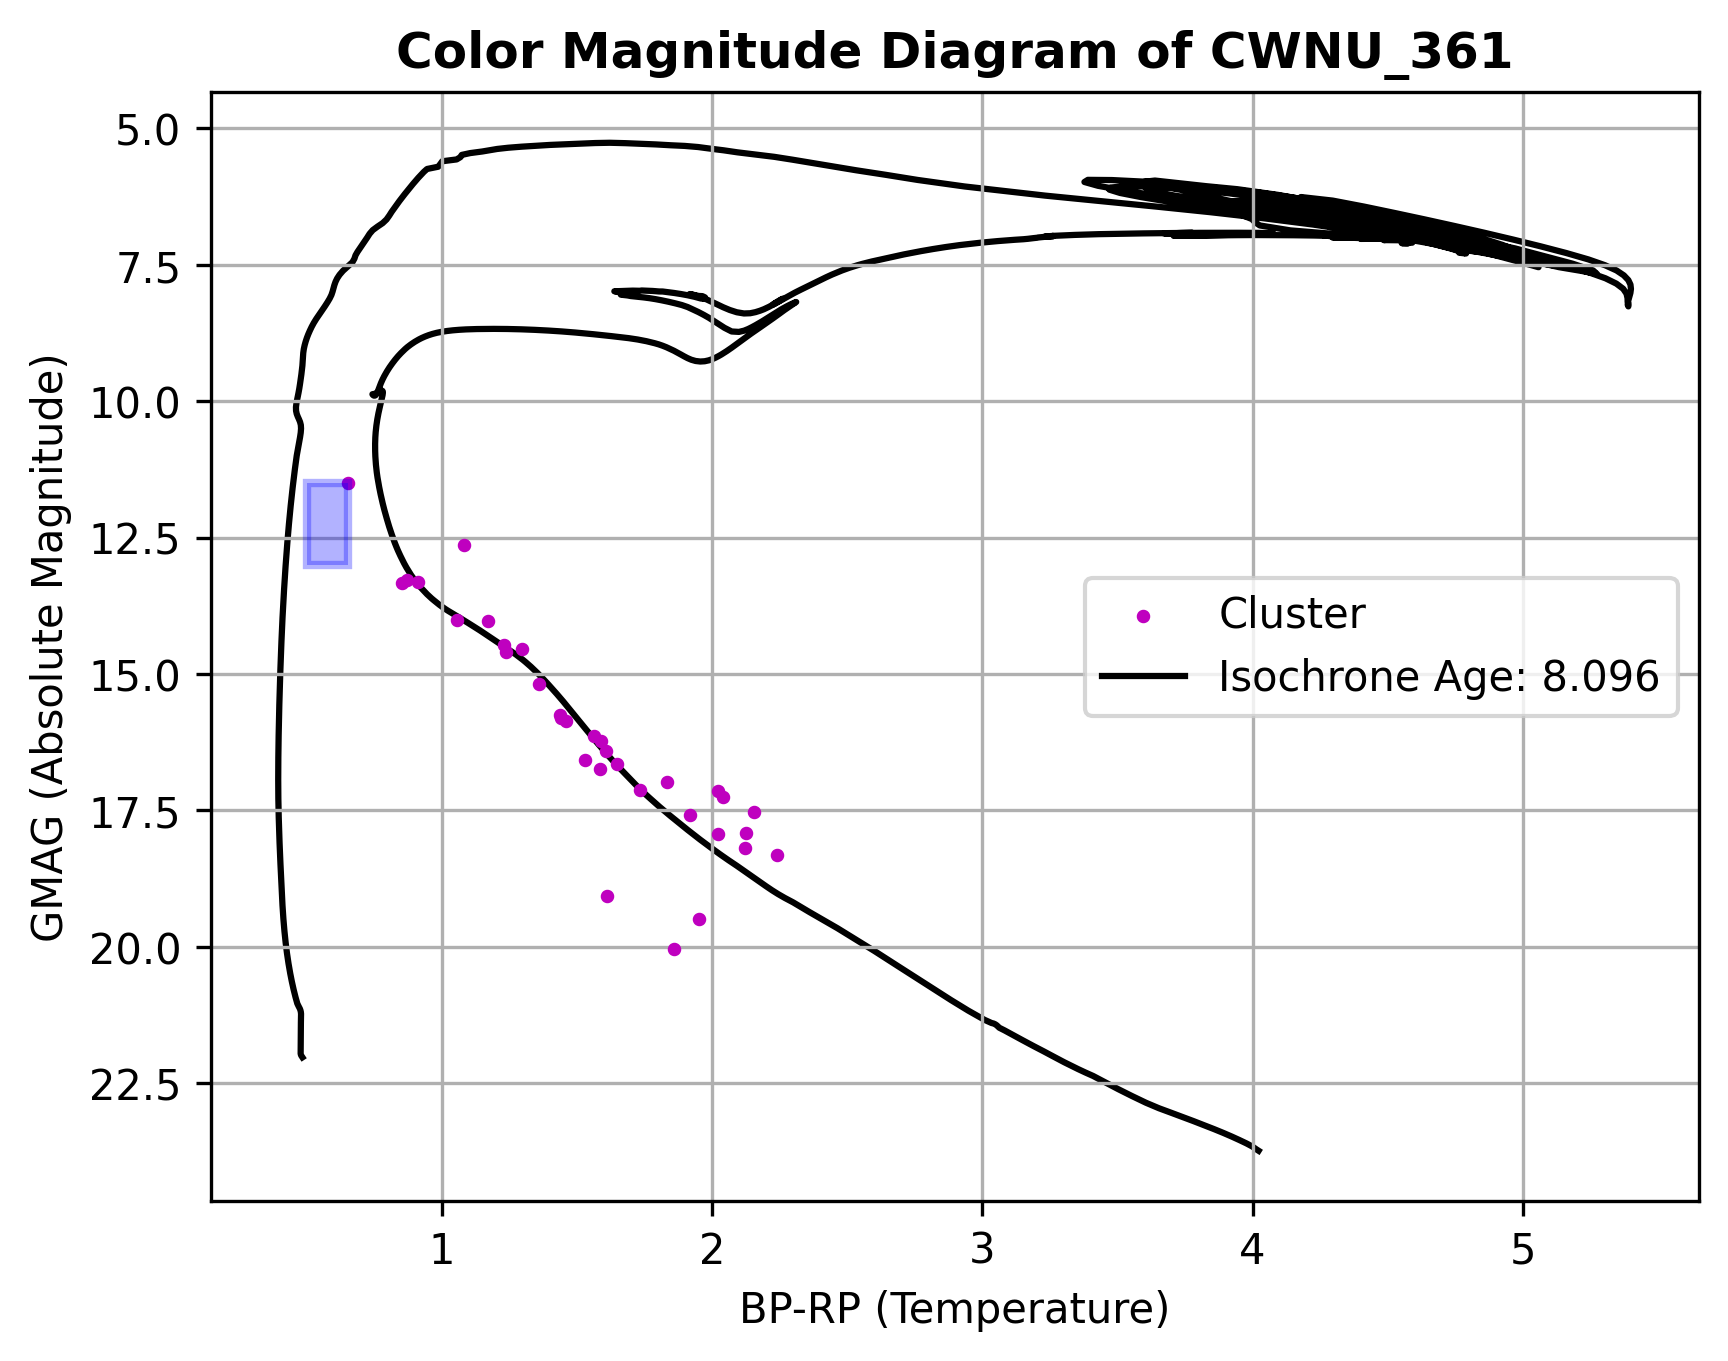 Color Magnitude Diagram of CWNU_361
GMAG (Absolute Magnitude)
5.0
7.5
10.0
12.5
15.0
17.5
20.0
22.5
Cluster
Isochrone Age: 8.096
1 2 3 4 5
BP-RP (Temperature)